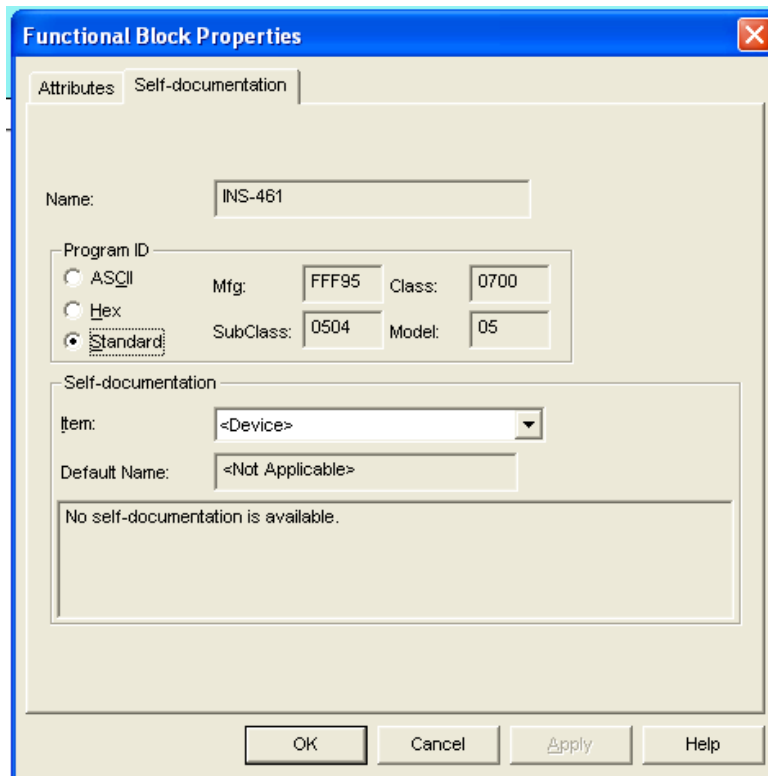 Functional Block Properties
Attributes Self-documentation
Name: INS-461
Program ID
ASCII Mfg: FFF95 Class: 0700
Hex
Standard SubClass: 0504 Model: 05
Self-documentation
Item: <Device>
Default Name: <Not Applicable>
No self-documentation is available.
OK Cancel Apply Help